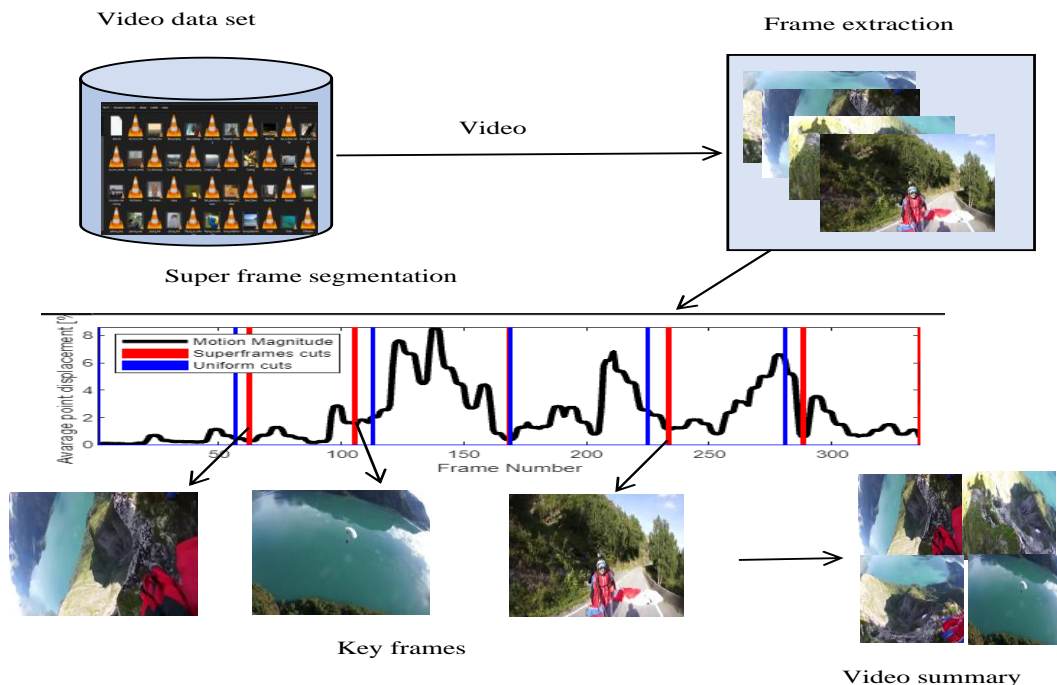 Video data set
Frame extraction
Video
Super frame segmentation
Avarage point displacement [%
8
6
4
2
0
Motion Magnitude
Superframes cuts
Uniform cuts
50 100 150 200 250 300
Frame Number
Key frames
Video summary